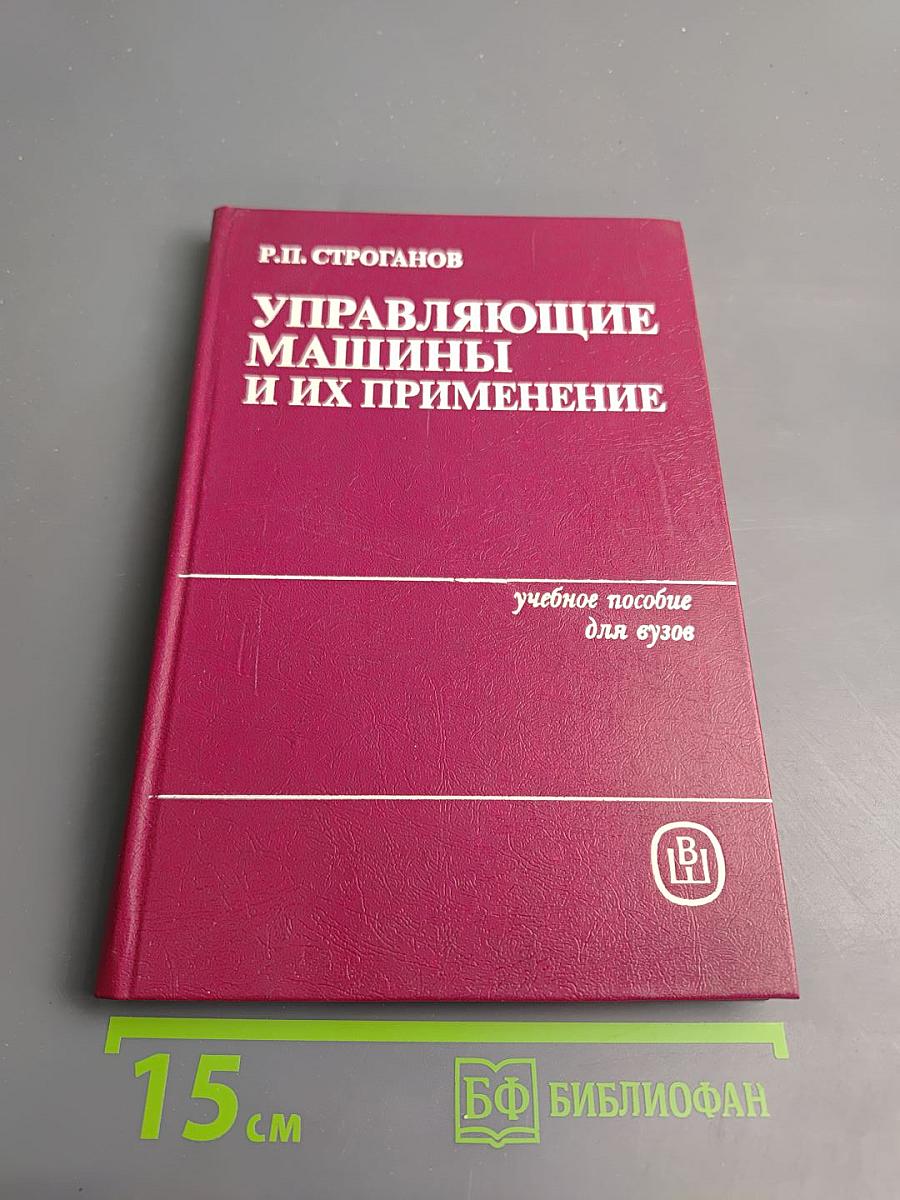 Р.П. СТРОГАНОВ
УПРАВЛЯЮЩИЕ
МАШИНЫ
И ИХ ПРИМЕНЕНИЕ
учебное пособие
для вузов
ВШ
15 см
БФ БИБЛИОФАН